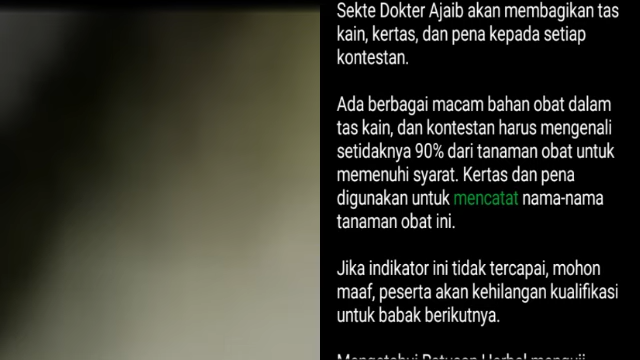 Sekte Dokter Ajaib akan membagikan tas
kain, kertas, dan pena kepada setiap
kontestan.
Ada berbagai macam bahan obat dalam
tas kain, dan kontestan harus mengenali
setidaknya 90% dari tanaman obat untuk
memenuhi syarat. Kertas dan pena
digunakan untuk mencatat nama-nama
tanaman obat ini.
Jika indikator ini tidak tercapai, mohon
maaf, peserta akan kehilangan kualifikasi
untuk babak berikutnya.